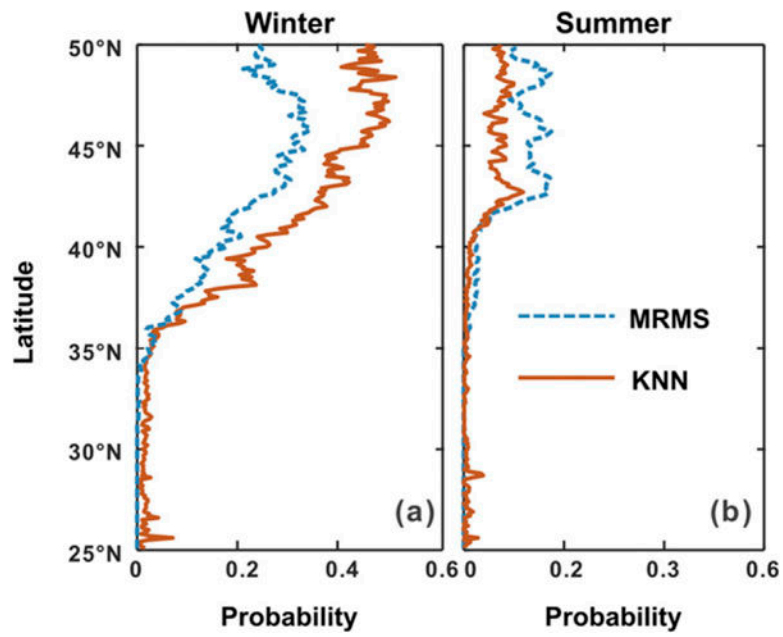 Winter
Summer
50°N
45°N
40°N
35°N
30°N
25°N
Latitude
MRMS
KNN
(a)
(b)
0 0.2 0.4 0.6
0 0.2 0.3 0.6
Probability
Probability